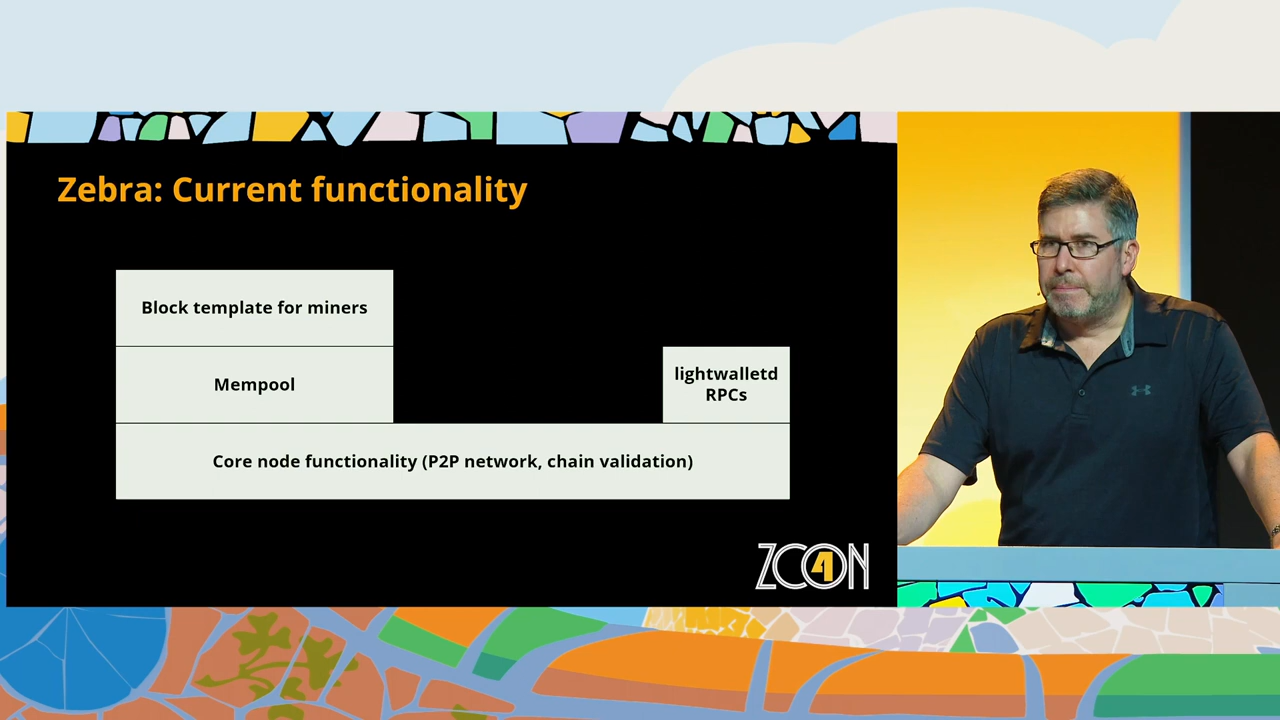 Zebra: Current functionality
Block template for miners
Mempool
lightwalletd
RPCs
Core node functionality (P2P network, chain validation)
ZCON4